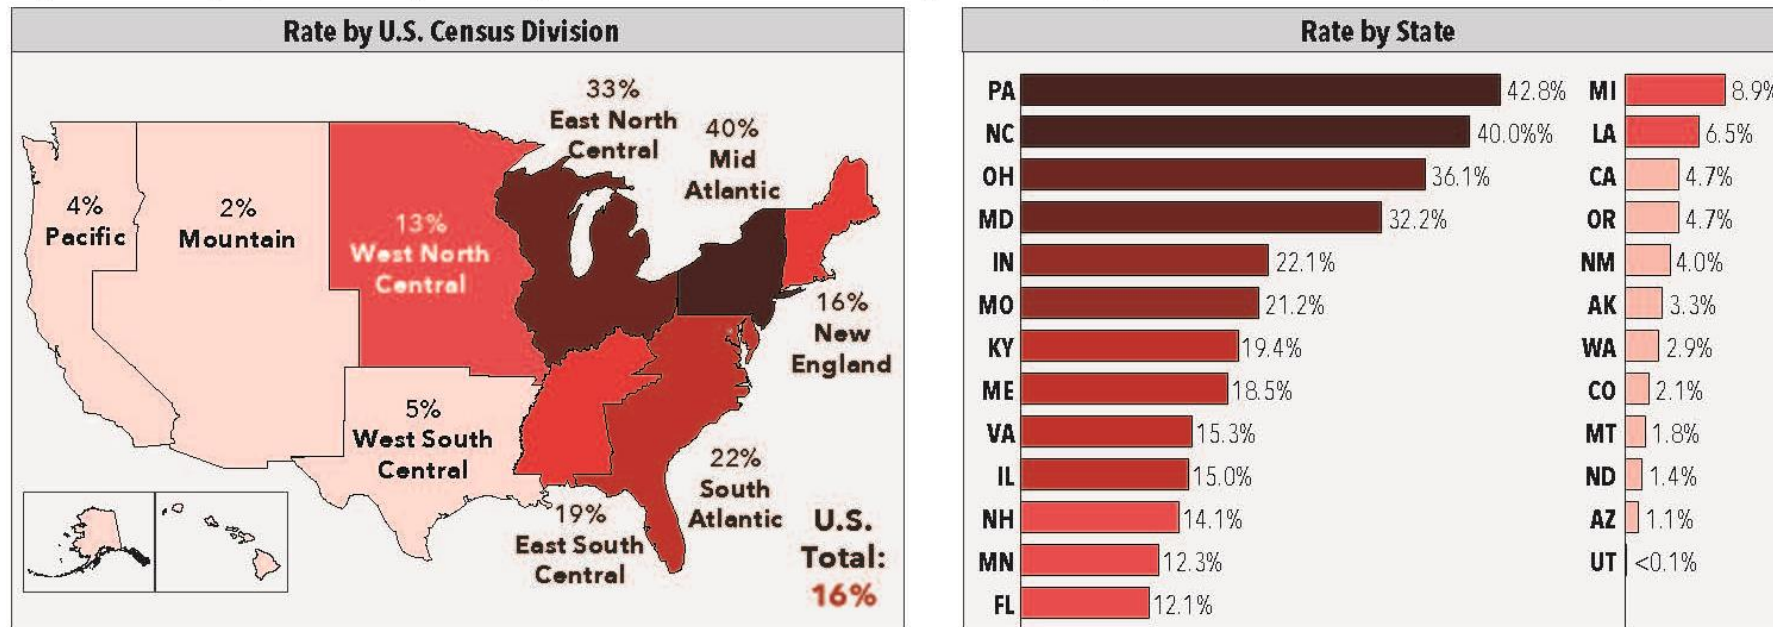 Rate by U.S. Census Division
33%
East North
Central
40%
Mid
Atlantic
4%
Pacific
2%
Mountain
13%
West North
Central
16%
New
England
5%
West South
Central
22%
South
Atlantic
19%
East South
Central
U.S.
Total:
16%
Rate by State
PA 42.8%
NC 40.0%%
OH 36.1%
MD 32.2%
IN 22.1%
MO 21.2%
KY 19.4%
ME 18.5%
VA 15.3%
IL 15.0%
NH 14.1%
MN 12.3%
FL 12.1%
MI 8.9%
LA 6.5%
CA 4.7%
OR 4.7%
NM 4.0%
AK 3.3%
WA 2.9%
CO 2.1%
MT 1.8%
ND 1.4%
AZ 1.1%
UT <0.1%